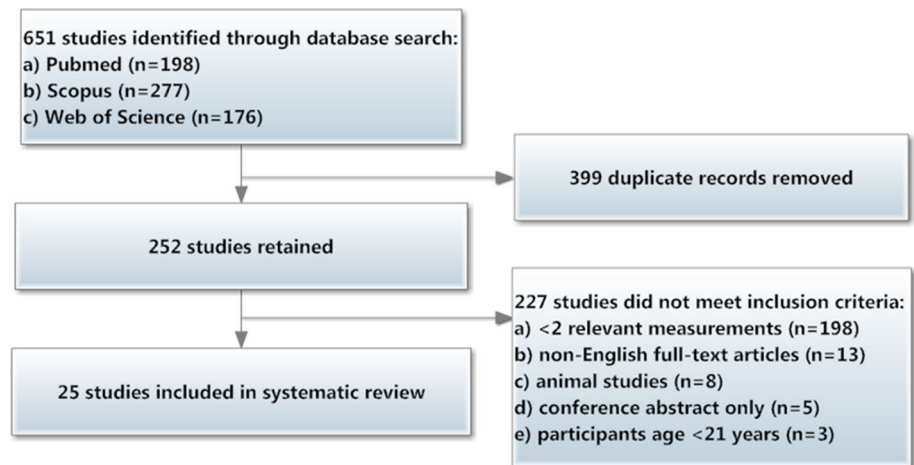 651 studies identified through database search:
a) Pubmed (n=198)
b) Scopus (n=277)
c) Web of Science (n=176)
399 duplicate records removed
252 studies retained
227 studies did not meet inclusion criteria:
a) <2 relevant measurements (n=198)
b) non-English full-text articles (n=13)
c) animal studies (n=8)
d) conference abstract only (n=5)
e) participants age <21 years (n=3)
25 studies included in systematic review